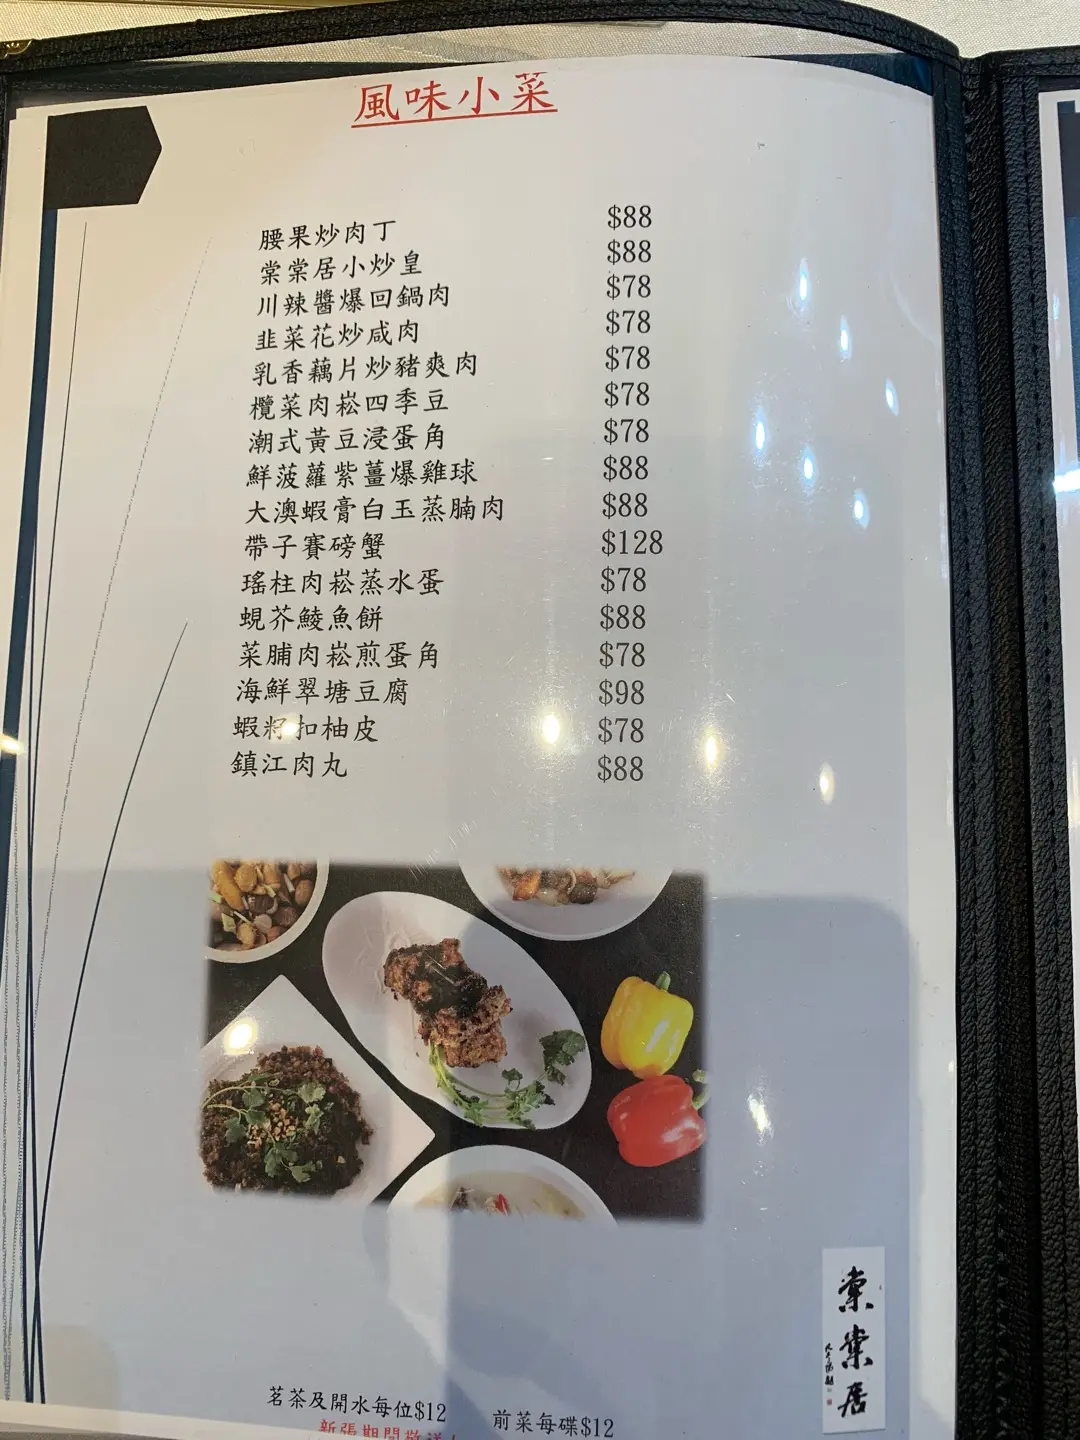 風味小菜
腰果炒肉丁 $88
棠棠居小炒皇 $88
川辣醬爆回鍋肉 $78
韭菜花炒咸肉 $78
乳香藕片炒豬爽肉 $78
欖菜肉崧四季豆 $78
潮式黃豆浸蛋角 $78
鮮菠蘿紫薑爆雞球 $88
大澳蝦膏白玉蒸腩肉 $88
帶子賽磅蟹 $128
瑤柱肉崧蒸水蛋 $78
蜆芥鯪魚餅 $88
菜脯肉崧煎蛋角 $78
海鮮翠塘豆腐 $98
蝦籽扣柚皮 $78
鎮江肉丸 $88
棠棠居
茗茶及開水每位$12 前菜每碟$12
新張期間敬送